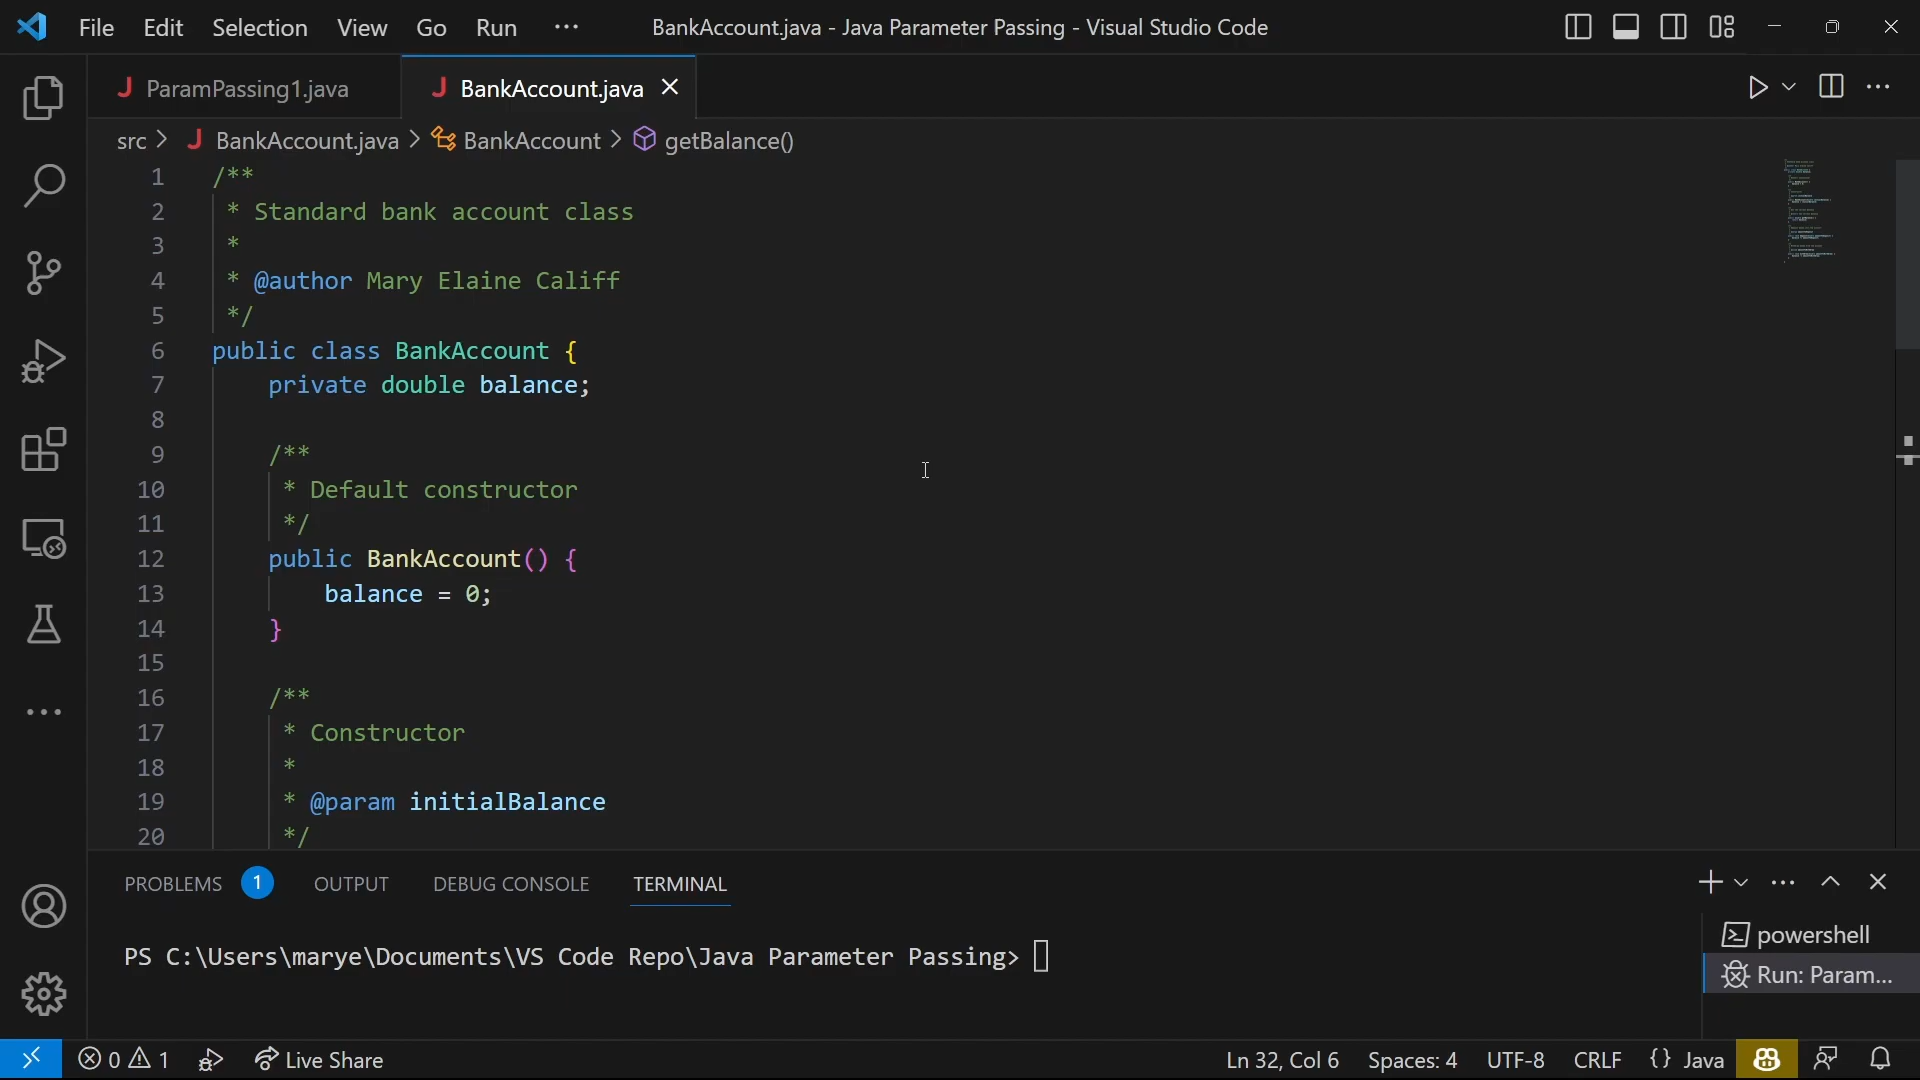 File Edit Selection View Go Run ··· BankAccount.java - Java Parameter Passing - Visual Studio Code
J ParamPassing1.java J BankAccount.java
src > J BankAccount.java > BankAccount > getBalance()
1 /**
2 * Standard bank account class
3 *
4 * @author Mary Elaine Califf
5 */
6 public class BankAccount {
7 private double balance;
8
9 /**
10 * Default constructor
11 */
12 public BankAccount() {
13 balance = 0;
14 }
15
16 /**
17 * Constructor
18 *
19 * @param initialBalance
20 */
PROBLEMS 1 OUTPUT DEBUG CONSOLE TERMINAL
PS C:\Users\marye\Documents\VS Code Repo\Java Parameter Passing>
powershell
Run: Param...
0 1 Live Share Ln 32, Col 6 Spaces: 4 UTF-8 CRLF {} Java